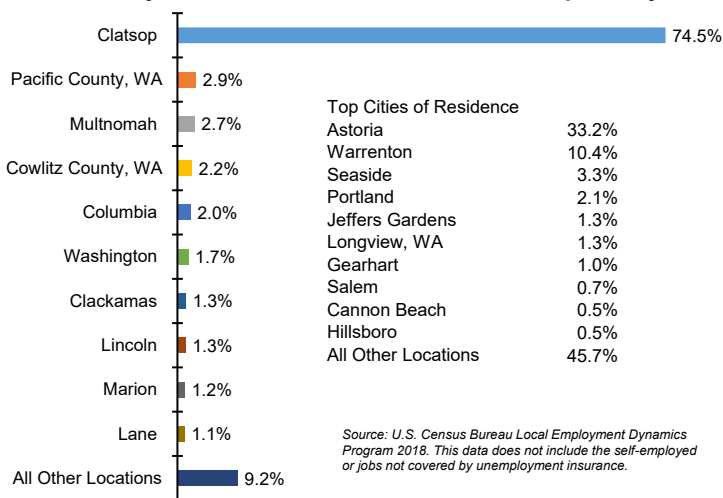 Clatsop 74.5%
Pacific County, WA 2.9%
Multnomah 2.7%
Cowlitz County, WA 2.2%
Columbia 2.0%
Washington 1.7%
Clackamas 1.3%
Lincoln 1.3%
Marion 1.2%
Lane 1.1%
All Other Locations 9.2%
Top Cities of Residence
Astoria 33.2%
Warrenton 10.4%
Seaside 3.3%
Portland 2.1%
Jeffers Gardens 1.3%
Longview, WA 1.3%
Gearhart 1.0%
Salem 0.7%
Cannon Beach 0.5%
Hillsboro 0.5%
All Other Locations 45.7%
Source: U.S. Census Bureau Local Employment Dynamics
Program 2018. This data does not include the self-employed
or jobs not covered by unemployment insurance.